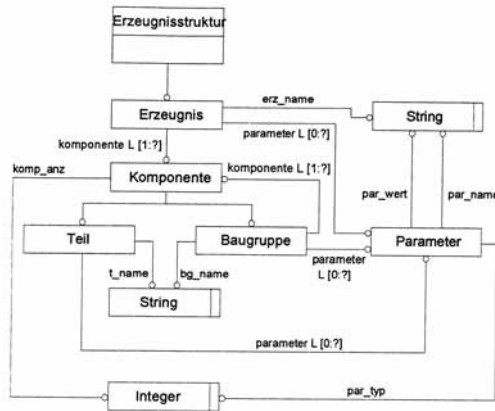 Erzeugnisstruktur
Erzeugnis
erz_name
String
komponente L [1:?]
parameter L [0:?]
komp_anz
komponente L [1:?]
Komponente
par_wert
par_name
Teil
Baugruppe
Parameter
t_name
bg_name
parameter
L [0:?]
String
parameter L [0:?]
Integer
par_typ